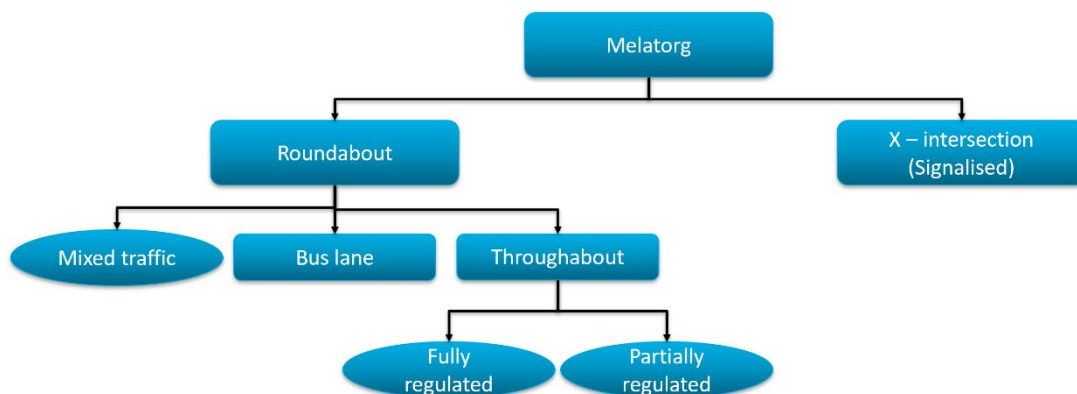 Melatorg
Roundabout
X – intersection
(Signalised)
Mixed traffic
Bus lane
Throughabout
Fully
regulated
Partially
regulated